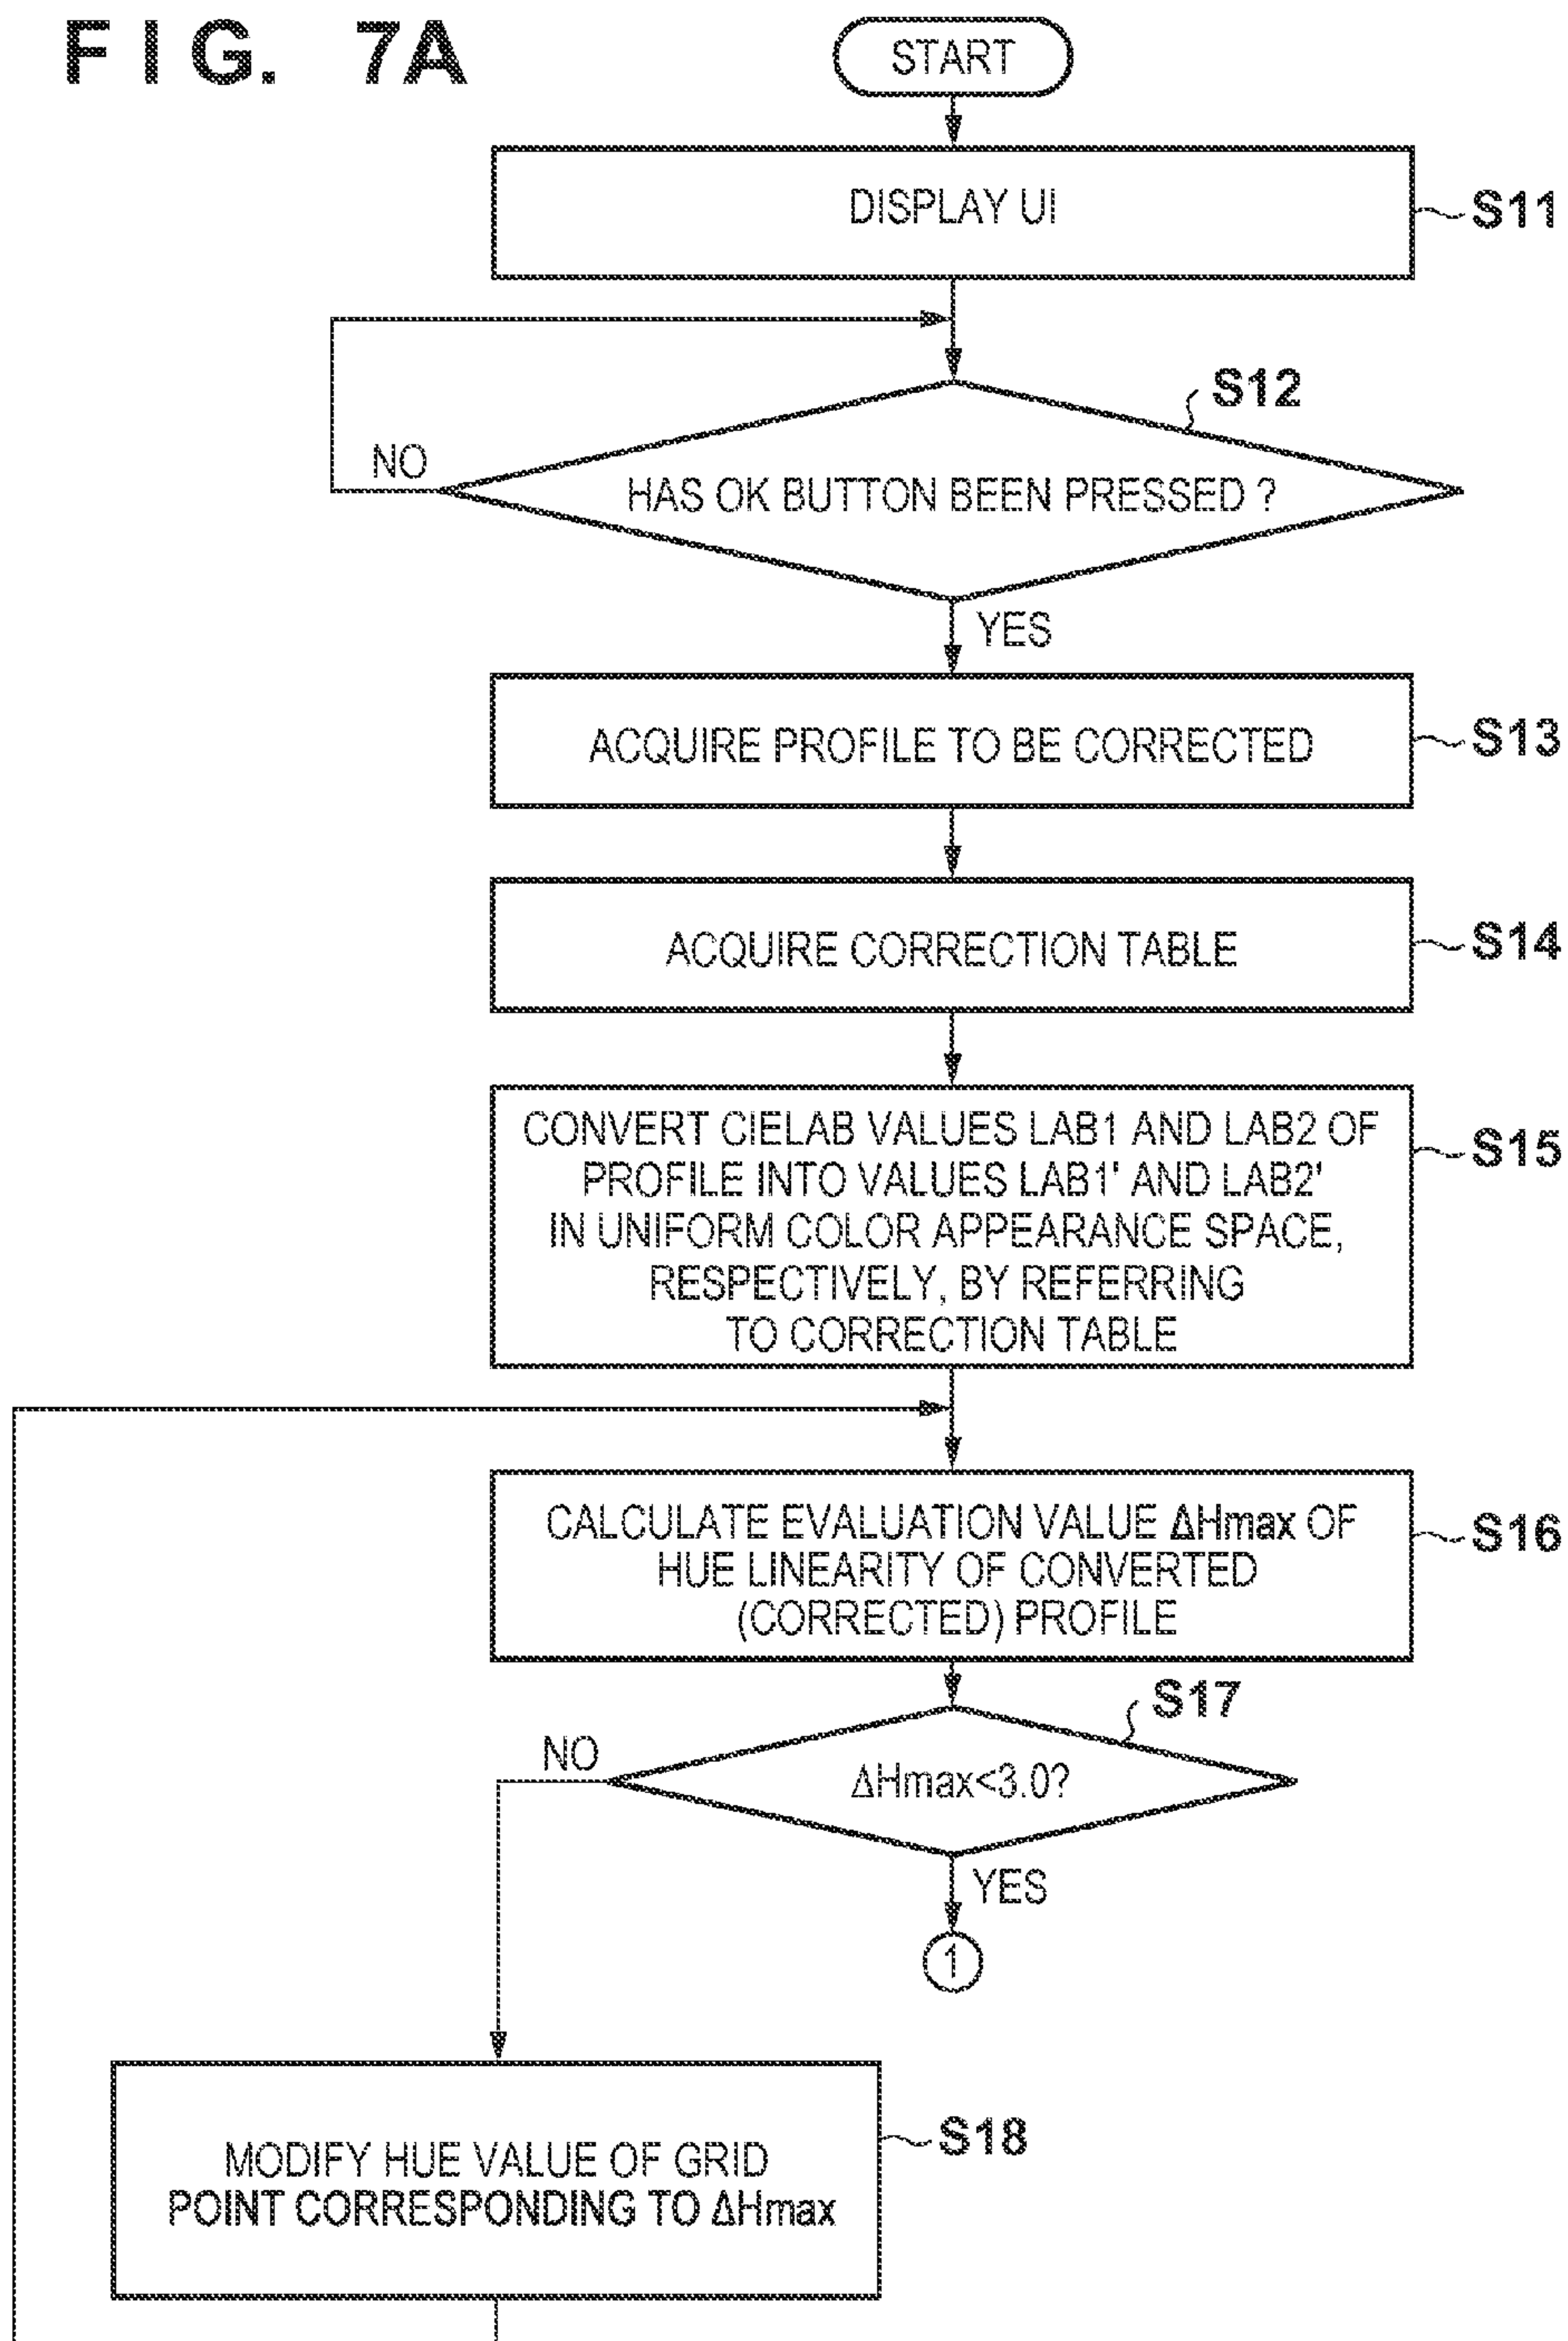 FIG. 7A
START
DISPLAY UI
S11
S12
NO
HAS OK BUTTON BEEN PRESSED ?
YES
ACQUIRE PROFILE TO BE CORRECTED
S13
ACQUIRE CORRECTION TABLE
S14
CONVERT CIELAB VALUES LAB1 AND LAB2 OF
PROFILE INTO VALUES LAB1' AND LAB2'
IN UNIFORM COLOR APPEARANCE SPACE,
RESPECTIVELY, BY REFERRING
TO CORRECTION TABLE
S15
CALCULATE EVALUATION VALUE ΔHmax OF
HUE LINEARITY OF CONVERTED
(CORRECTED) PROFILE
S16
S17
NO
ΔHmax<3.0?
YES
1
MODIFY HUE VALUE OF GRID
POINT CORRESPONDING TO ΔHmax
S18